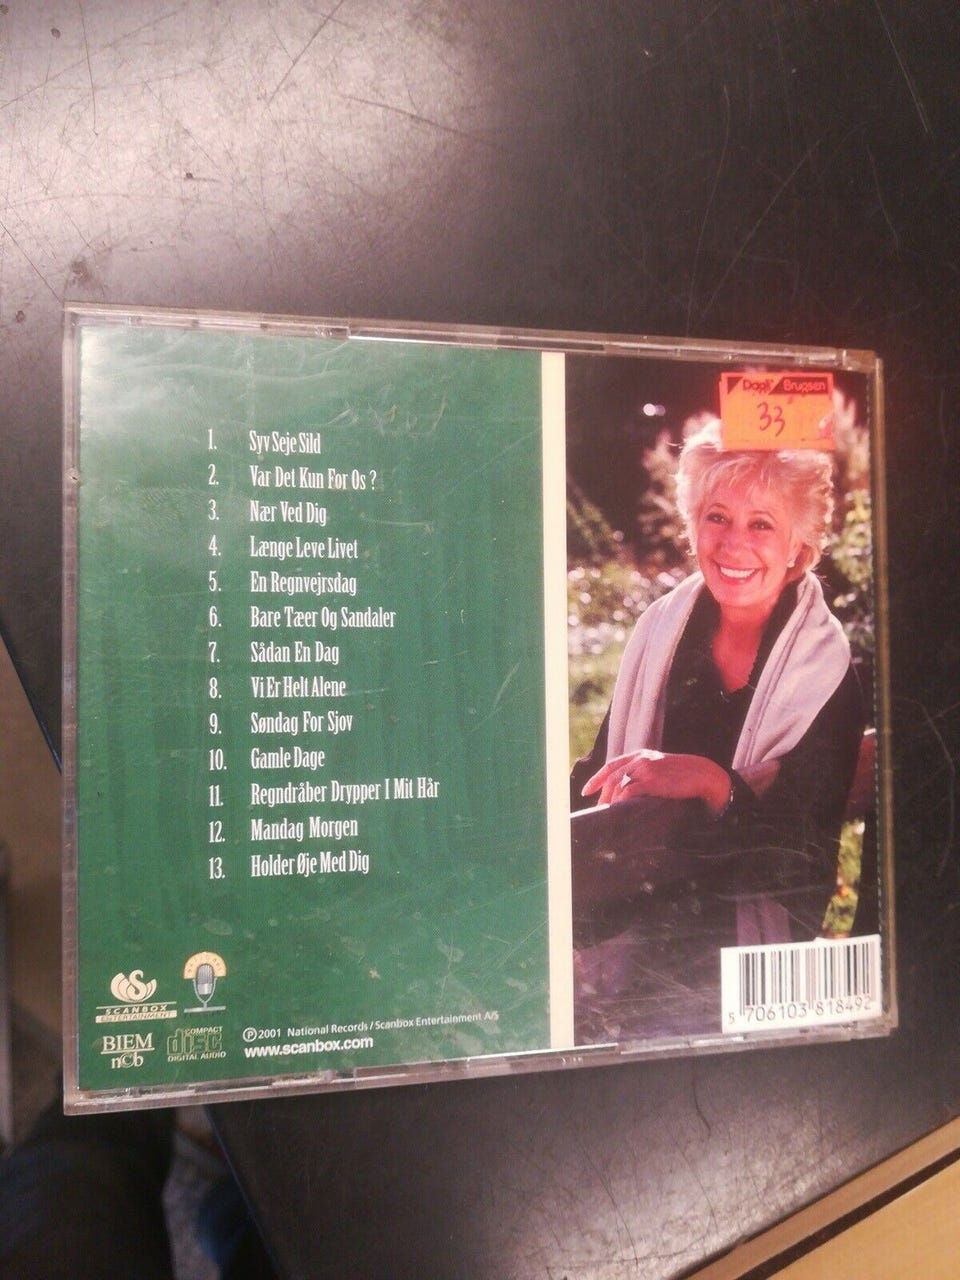 Dagli' Brugsen
33
1. Syv Seje Sild
2. Var Det Kun For Os ?
3. Nær Ved Dig
4. Længe Leve Livet
5. En Regnvejrsdag
6. Bare Tæer Og Sandaler
7. Sådan En Dag
8. Vi Er Helt Alene
9. Søndag For Sjov
10. Gamle Dage
11. Regndråber Drypper I Mit Hår
12. Mandag Morgen
13. Holder Øje Med Dig
SCANBOX
ENTERTAINMENT
BIEM
n©b
COMPACT
disc
DIGITAL AUDIO
℗ 2001 National Records / Scanbox Entertainment A/S
www.scanbox.com
5 706103 818492